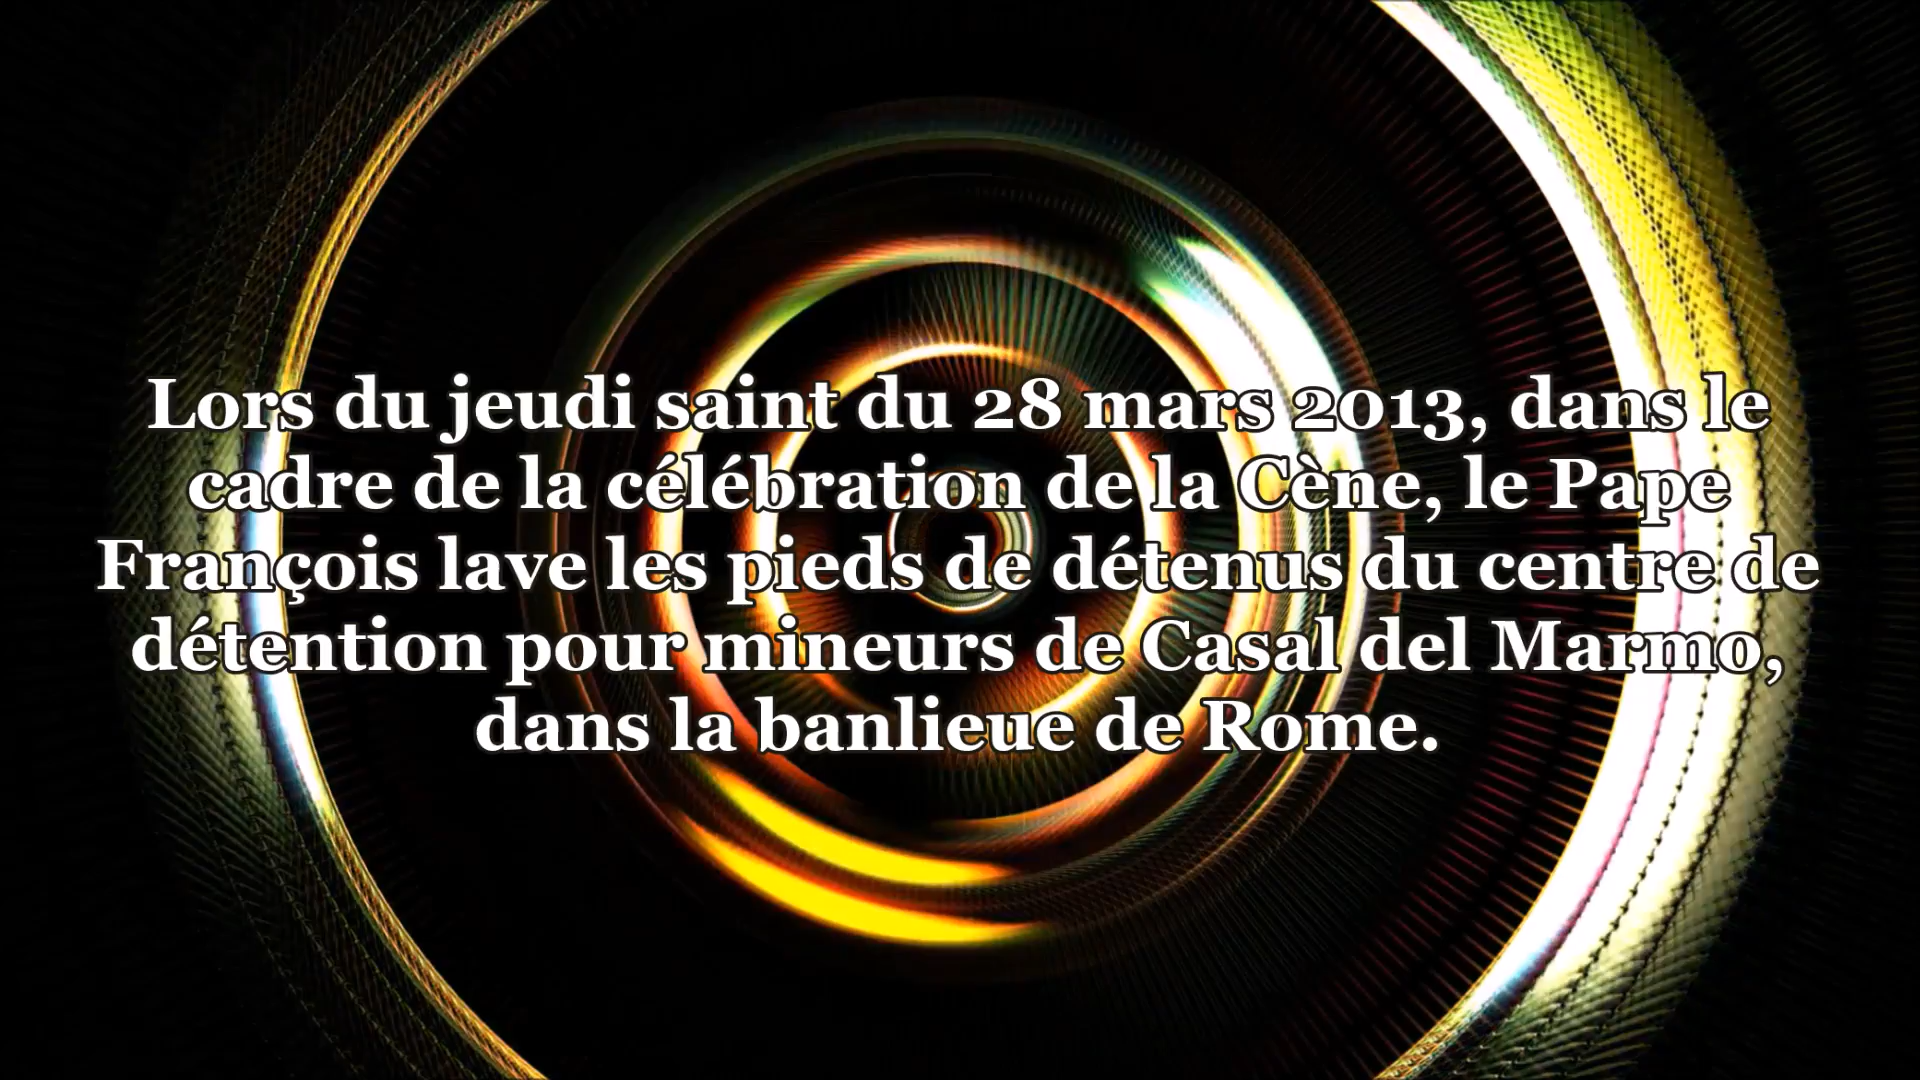 Lors du jeudi saint du 28 mars 2013, dans le
cadre de la célébration de la Cène, le Pape
François lave les pieds de détenus du centre de
détention pour mineurs de Casal del Marmo,
dans la banlieue de Rome.